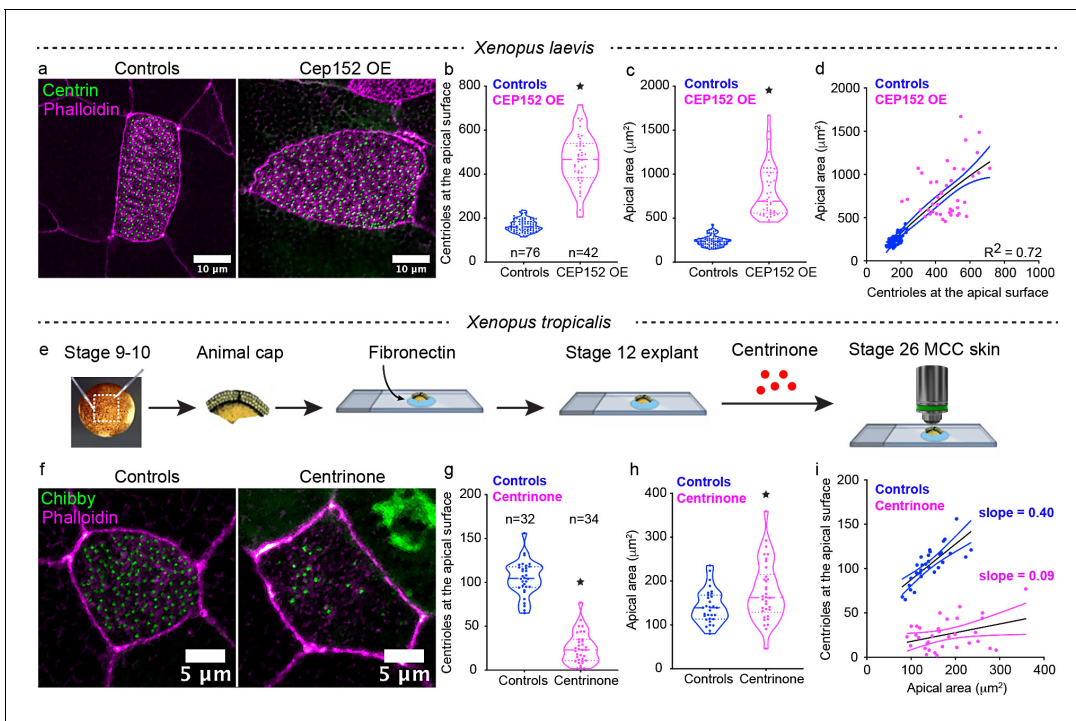 Xenopus laevis
a
Controls
Cep152 OE
Centrin
Phalloidin
10 µm
10 µm
b
Controls
CEP152 OE
Centrioles at the apical surface
800
600
400
200
0
n=76
n=42
Controls CEP152 OE
c
Controls
CEP152 OE
Apical area (µm2)
2000
1500
1000
500
0
Controls CEP152 OE
d
Controls
CEP152 OE
Apical area (µm2)
2000
1500
1000
500
0
R2 = 0.72
0 200 400 600 800 1000
Centrioles at the apical surface
Xenopus tropicalis
e
Stage 9-10
Animal cap
Fibronectin
Stage 12 explant
Centrinone
Stage 26 MCC skin
f
Controls
Centrinone
Chibby
Phalloidin
5 µm
5 µm
g
Controls
Centrinone
Centrioles at the apical surface
200
150
100
50
0
n=32
n=34
Controls Centrinone
h
Controls
Centrinone
Apical area (µm2)
400
300
200
100
0
Controls Centrinone
i
Controls
Centrinone
Centrioles at the apical surface
200
150
100
50
0
slope = 0.40
slope = 0.09
0 100 200 300 400
Apical area (µm2)